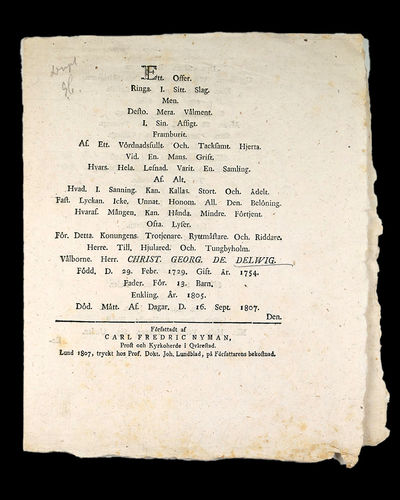 Dupl
Ett. Offer.
Ringa. I. Sitt. Slag.
Men.
Desto. Mera. Välment.
I. Sin. Affigt.
Framburit.
Af. Ett. Vördnadsfullt. Och. Tacksamt. Hjerta.
Vid. En. Mans. Grift.
Hvars. Hela. Lefnad. Varit. En. Samling.
Af. Alt.
Hvad. I. Sanning. Kan. Kallas. Stort. Och. Ädelt.
Fast. Lyckan. Icke. Unnat. Honom. All. Den. Belöning.
Hvaraf. Mången. Kan. Hända. Mindre. Förtjent.
Ofta. Lyser.
För. Detta. Konungens. Trotjenare. Ryttmästare. Och. Riddare.
Herre. Till. Hjulared. Och. Tungbyholm.
Välborne. Herr. CHRIST. GEORG. DE. DELWIG.
Född, D. 29. Febr. 1729. Gift. år. 1754.
Fader. För. 13. Barn.
Enkling. År. 1805.
Död. Mätt. Af. Dagar. D. 16. Sept. 1807.
Den.
Författadt af
CARL FREDRIC NYMAN,
Prost och Kyrkoherde i Qvärestad.
Lund 1807, tryckt hos Prof. Dokt. Joh. Lundblad, på Författarens bekostnad.